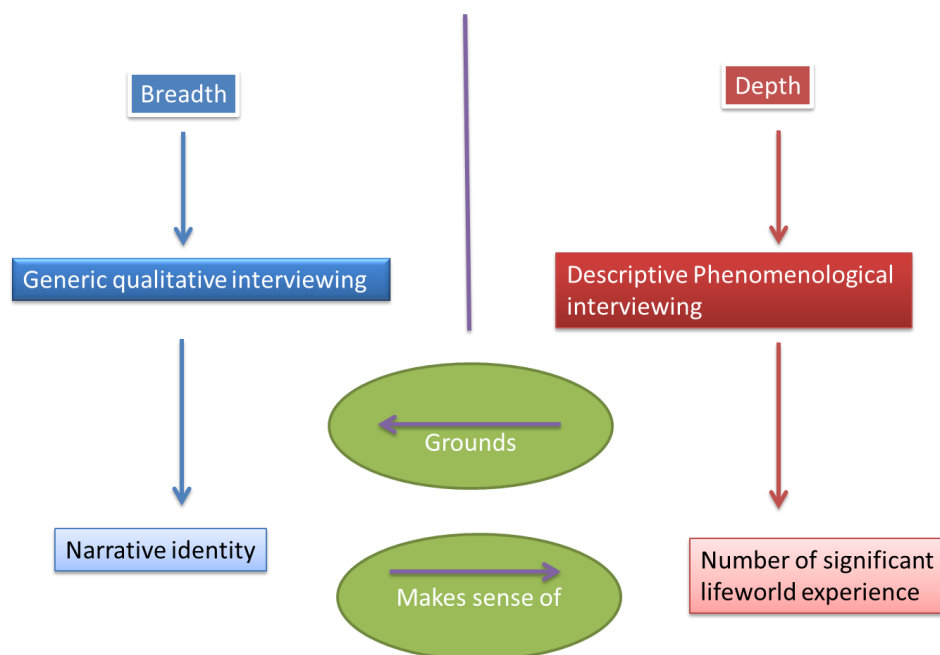 Breadth
Depth
Generic qualitative interviewing
Descriptive Phenomenological
interviewing
Grounds
Narrative identity
Makes sense of
Number of significant
lifeworld experience